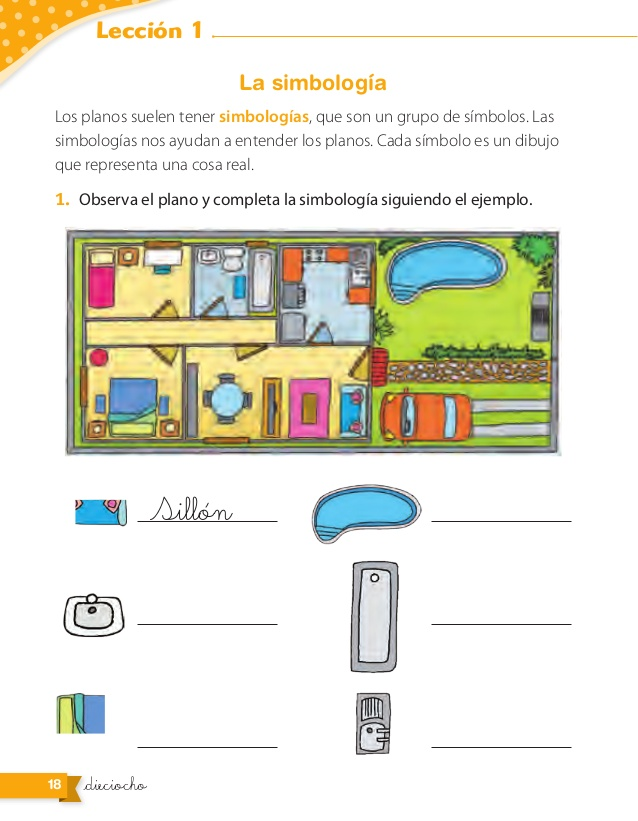 Lección 1
La simbología
Los planos suelen tener simbologías, que son un grupo de símbolos. Las
simbologías nos ayudan a entender los planos. Cada símbolo es un dibujo
que representa una cosa real.
1. Observa el plano y completa la simbología siguiendo el ejemplo.
Sillón
18 dieciocho